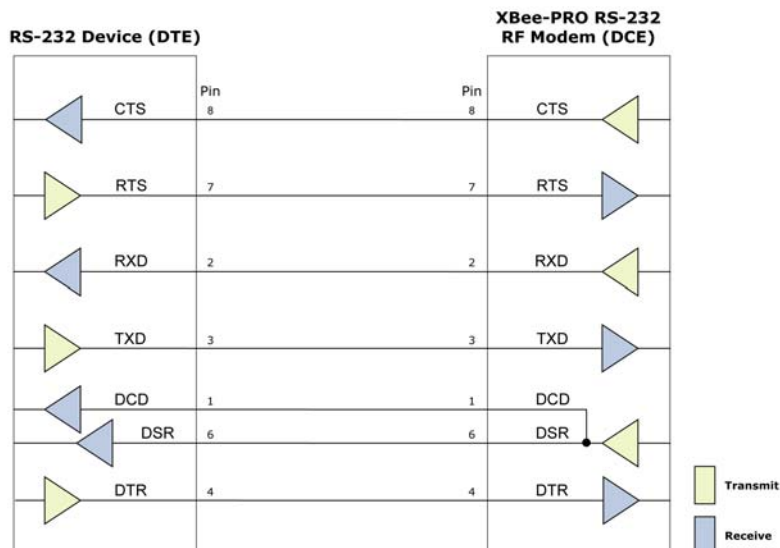 XBee-PRO RS-232
RS-232 Device (DTE) RF Modem (DCE)
Pin Pin
CTS 8 8 CTS
RTS 7 7 RTS
RXD 2 2 RXD
TXD 3 3 TXD
DCD 1 1 DCD
DSR 6 6 DSR
DTR 4 4 DTR
Transmit
Receive